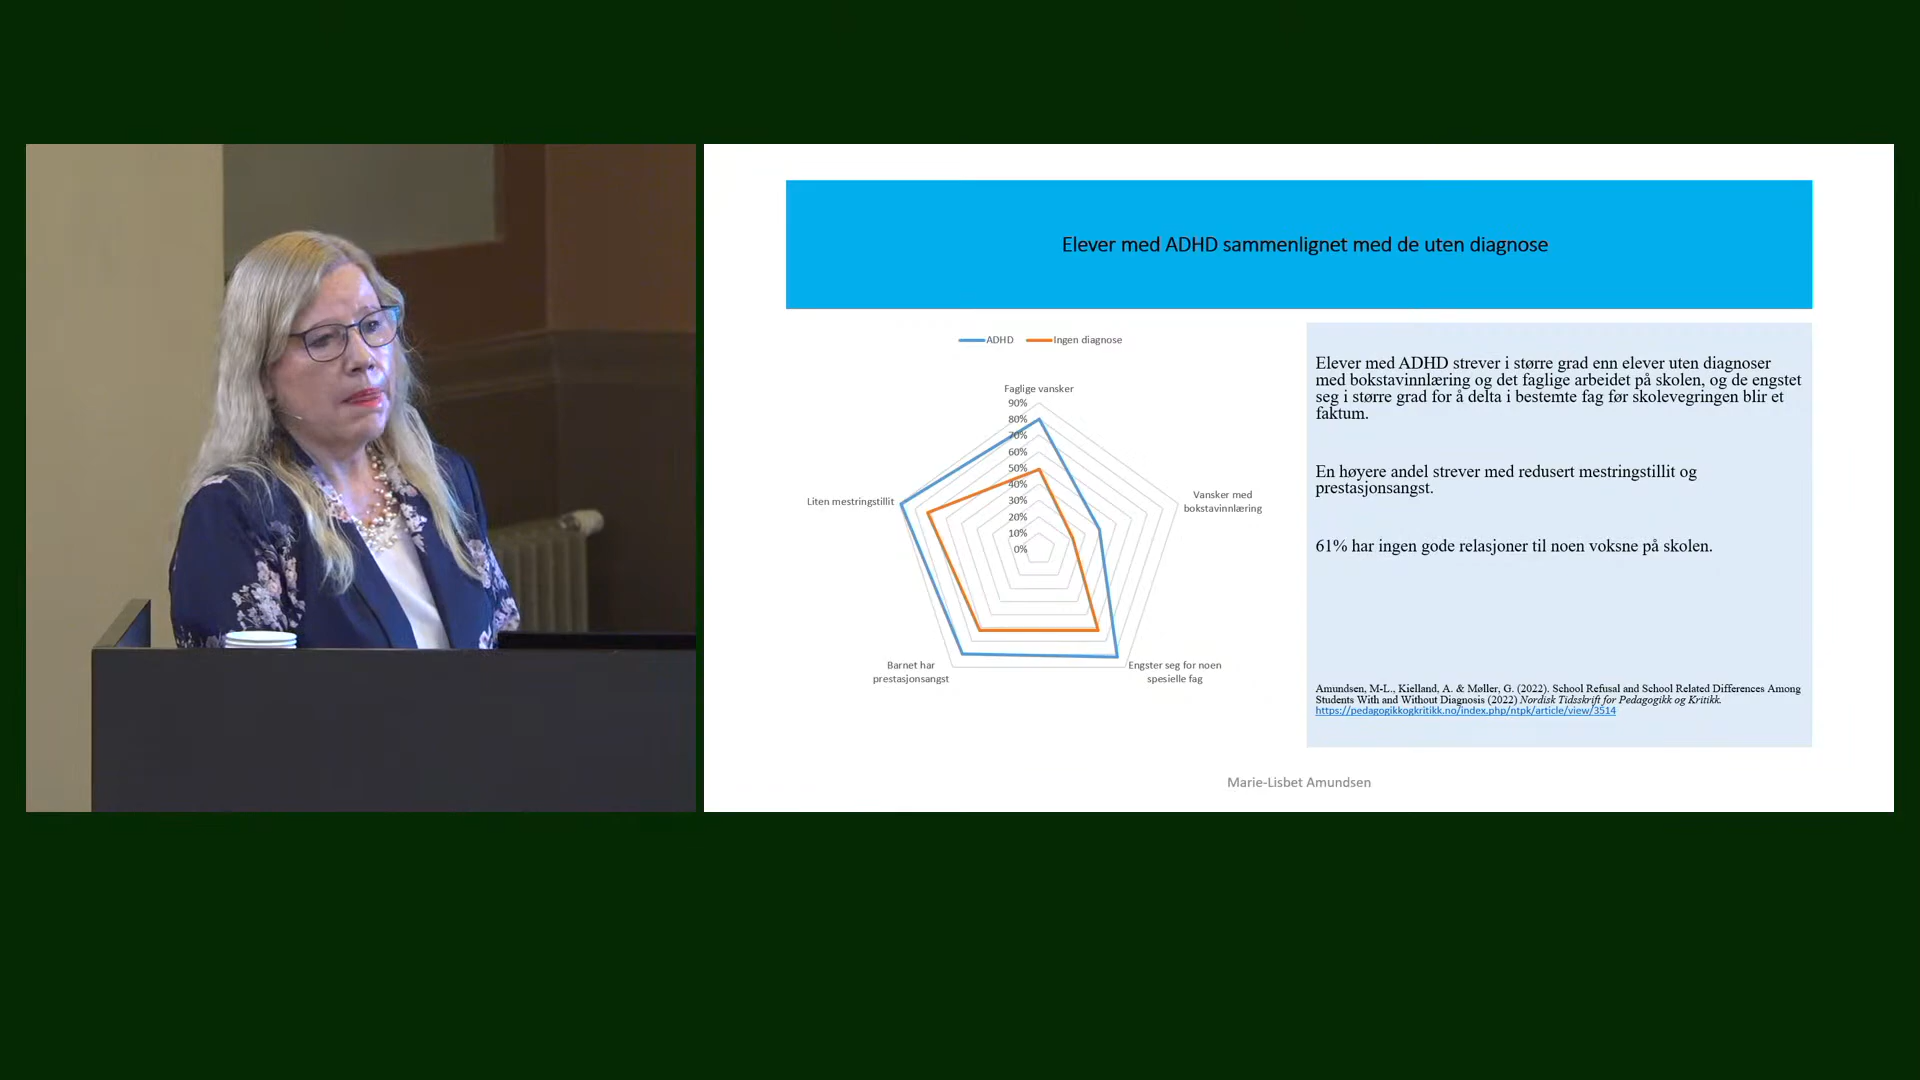 Elever med ADHD sammenlignet med de uten diagnose
ADHD
Ingen diagnose
Faglige vansker
90%
80%
70%
60%
50%
40%
30%
20%
10%
0%
Vansker med
bokstavinnlæring
Engster seg for noen
spesielle fag
Barnet har
prestasjonsangst
Liten mestringstillit
Elever med ADHD strever i større grad enn elever uten diagnoser
med bokstavinnlæring og det faglige arbeidet på skolen, og de engstet
seg i større grad for å delta i bestemte fag før skolevegringen blir et
faktum.
En høyere andel strever med redusert mestringstillit og
prestasjonsangst.
61% har ingen gode relasjoner til noen voksne på skolen.
Amundsen, M-L., Kielland, A. & Møller, G. (2022). School Refusal and School Related Differences Among
Students With and Without Diagnosis (2022) Nordisk Tidsskrift for Pedagogikk og Kritikk.
https://pedagogikkogkritikk.no/index.php/ntpk/article/view/3514
Marie-Lisbet Amundsen